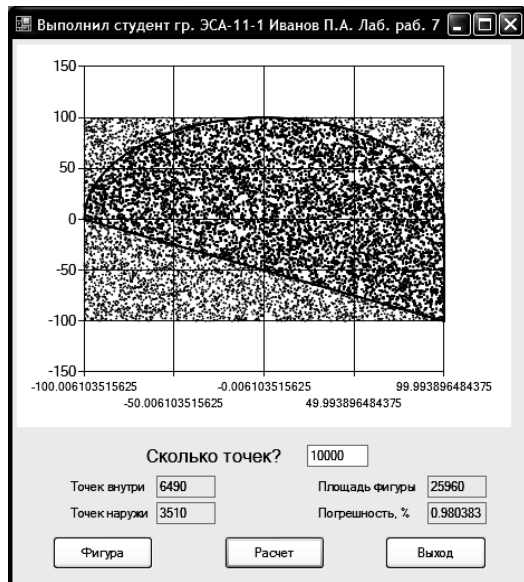 Выполнил студент гр. ЭСА-11-1 Иванов П.А. Лаб. раб. 7
150
100
50
0
-50
-100
-150
-100.006103515625
-0.006103515625
99.993896484375
-50.006103515625
49.993896484375
Сколько точек? 10000
Точек внутри 6490 Площадь фигуры 25960
Точек наружи 3510 Погрешность, % 0.980383
Фигура Расчет Выход